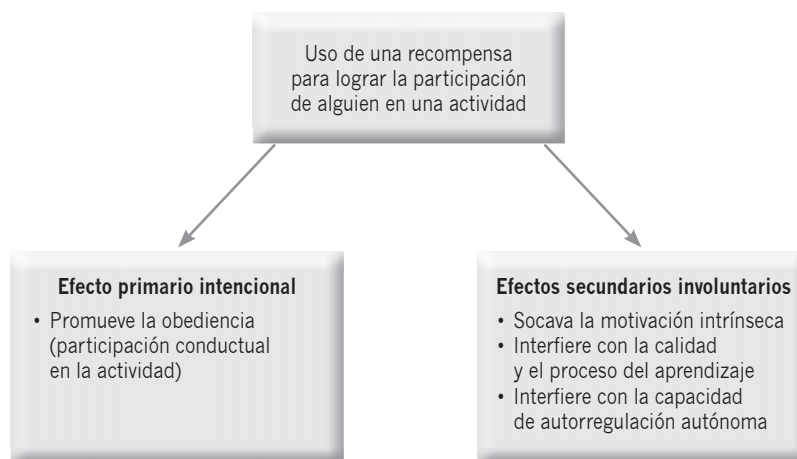 Uso de una recompensa
para lograr la participación
de alguien en una actividad
Efecto primario intencional
• Promueve la obediencia
(participación conductual
en la actividad)
Efectos secundarios involuntarios
• Socava la motivación intrínseca
• Interfiere con la calidad
y el proceso del aprendizaje
• Interfiere con la capacidad
de autorregulación autónoma